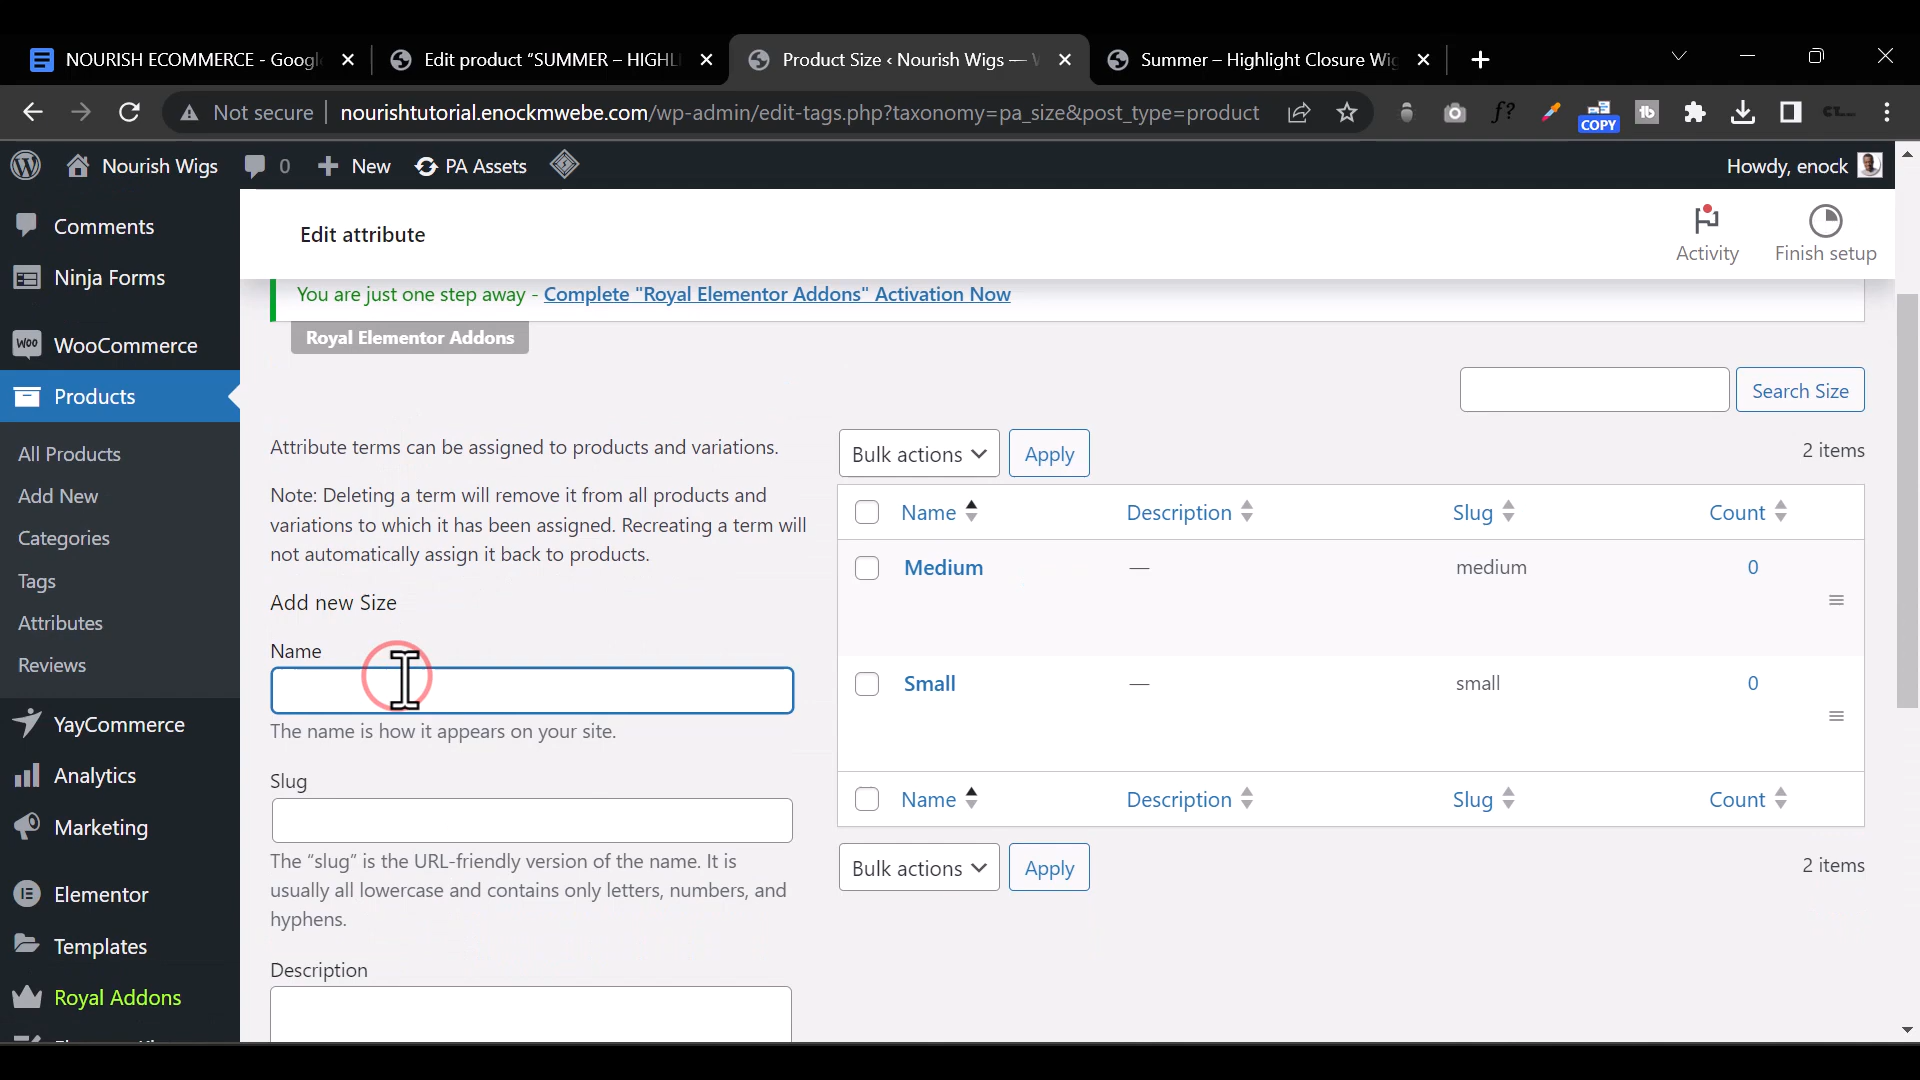 NOURISH ECOMMERCE - Googl
Edit product “SUMMER – HIGHL
Product Size ‹ Nourish Wigs —
Summer – Highlight Closure Wig
Not secure
nourishtutorial.enockmwebe.com/wp-admin/edit-tags.php?taxonomy=pa_size&post_type=product
f?
COPY
tb
Nourish Wigs
0
New
PA Assets
Howdy, enock
Comments
Ninja Forms
WooCommerce
Products
All Products
Add New
Categories
Tags
Attributes
Reviews
YayCommerce
Analytics
Marketing
Elementor
Templates
Royal Addons
Edit attribute
Activity
Finish setup
You are just one step away - Complete "Royal Elementor Addons" Activation Now
Royal Elementor Addons
Search Size
Attribute terms can be assigned to products and variations.
Note: Deleting a term will remove it from all products and
variations to which it has been assigned. Recreating a term will
not automatically assign it back to products.
Add new Size
Name
The name is how it appears on your site.
Slug
The “slug” is the URL-friendly version of the name. It is
usually all lowercase and contains only letters, numbers, and
hyphens.
Description
Bulk actions
Apply
2 items
Name
Description
Slug
Count
Medium
—
medium
0
Small
—
small
0
Name
Description
Slug
Count
Bulk actions
Apply
2 items